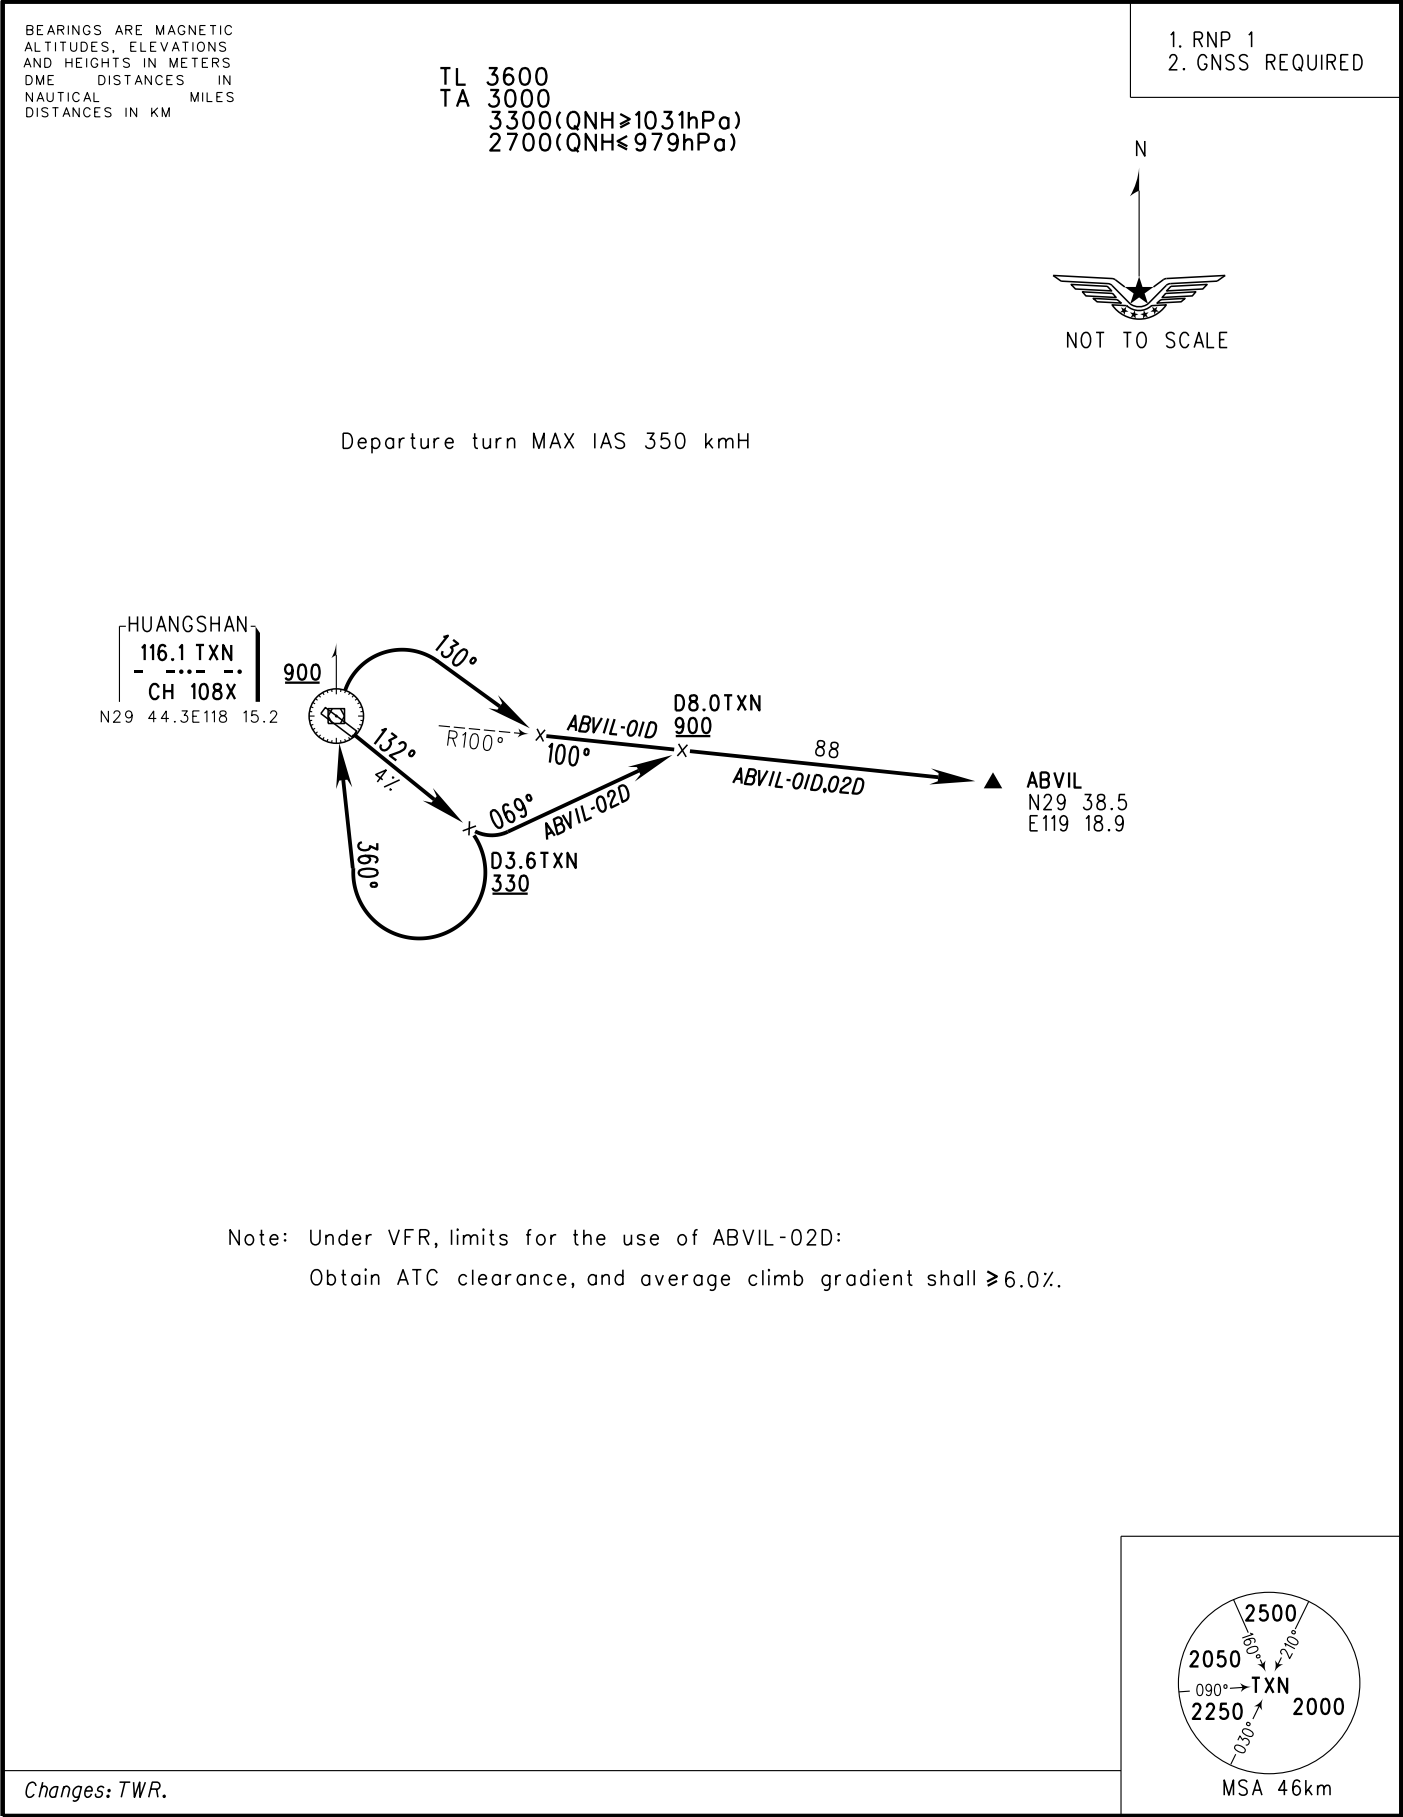 BEARINGS ARE MAGNETIC
ALTITUDES, ELEVATIONS
AND HEIGHTS IN METERS
DME DISTANCES IN
NAUTICAL MILES
DISTANCES IN KM
TL 3600
TA 3000
3300(QNH≥1031hPa)
2700(QNH≤979hPa)
1. RNP 1
2. GNSS REQUIRED
N
NOT TO SCALE
Departure turn MAX IAS 350 kmH
HUANGSHAN
116.1 TXN
CH 108X
N29 44.3E118 15.2
900
130°
132°
4%
R100°
ABVIL-01D
100°
D8.0TXN
900
88
ABVIL-01D,02D
ABVIL
N29 38.5
E119 18.9
069°
ABVIL-02D
D3.6TXN
330
360°
Note: Under VFR, limits for the use of ABVIL-02D:
Obtain ATC clearance, and average climb gradient shall ≥6.0%.
2500
160°
210°
2050
090°
TXN
2250
2000
030°
MSA 46km
Changes: TWR.